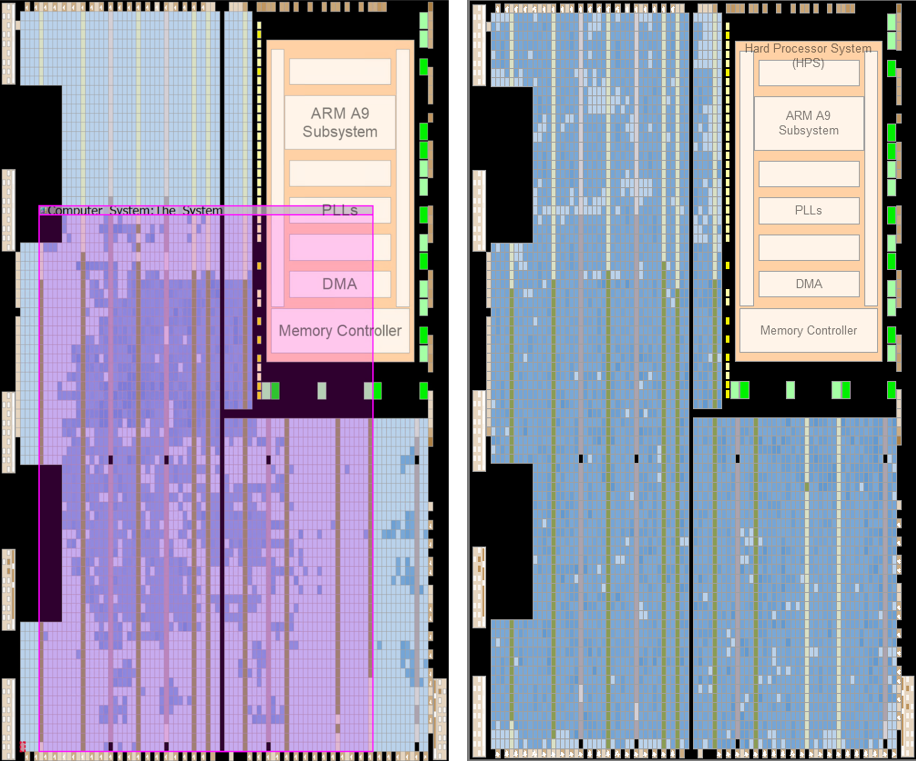 ARM A9
Subsystem
Computer_System:The_System
PLLs
DMA
Memory Controller
Hard Processor System
(HPS)
ARM A9
Subsystem
PLLs
DMA
Memory Controller